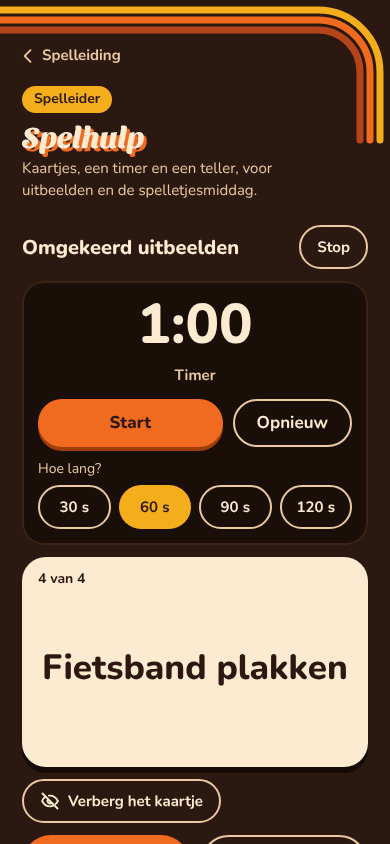 Spelleiding
Spelleider
Spelhulp
Kaartjes, een timer en een teller, voor
uitbeelden en de spelletjesmiddag.
Omgekeerd uitbeelden
Stop
1:00
Timer
Start
Opnieuw
Hoe lang?
30 s
60 s
90 s
120 s
4 van 4
Fietsband plakken
Verberg het kaartje